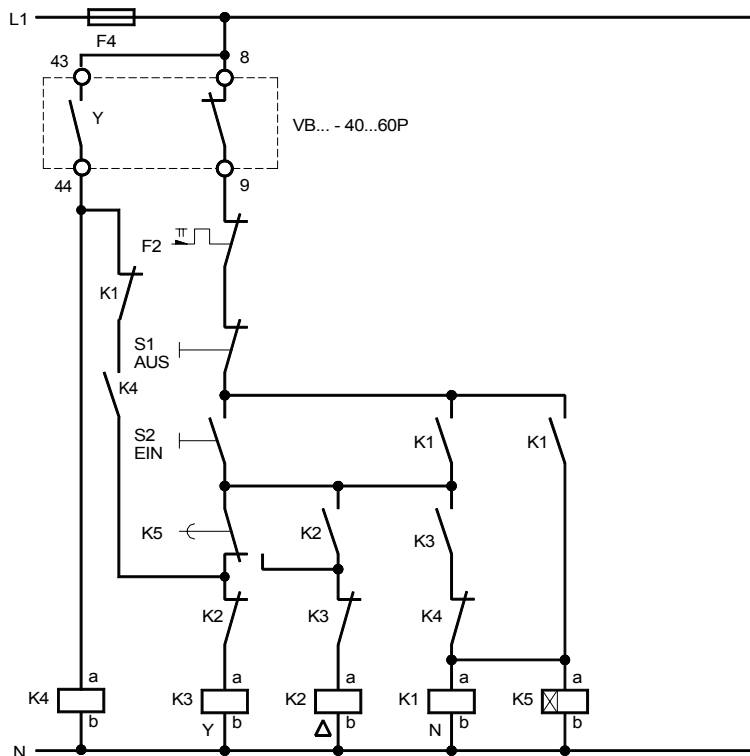 L1
F4
43
8
Y
VB... - 40...60P
44
9
F2
K1
S1
AUS
K4
S2
EIN
K1
K1
K5
K2
K3
K2
K3
K4
a
a
a
a
a
K4
K3
K2
K1
K5
b
b
b
b
b
Y
Δ
N
N